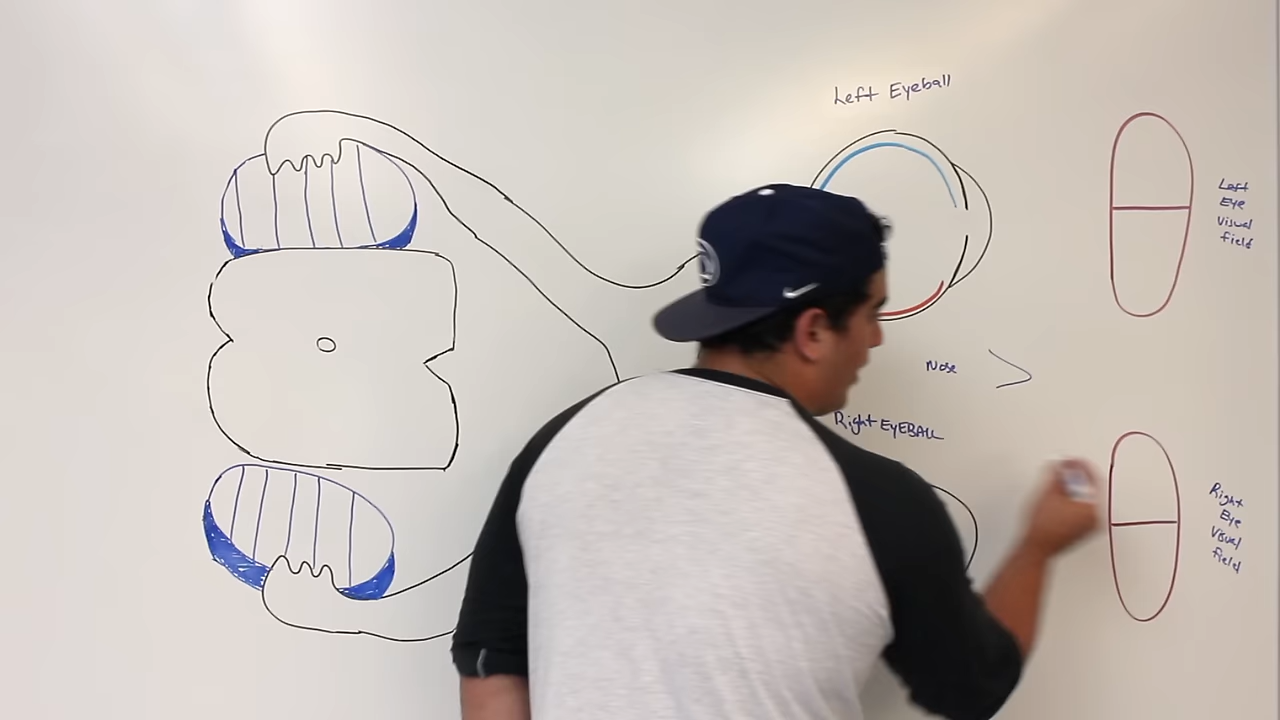 Left Eyeball
Left
Eye
Visual
field
Nose
Right EYEBALL
Right
Eye
Visual
field